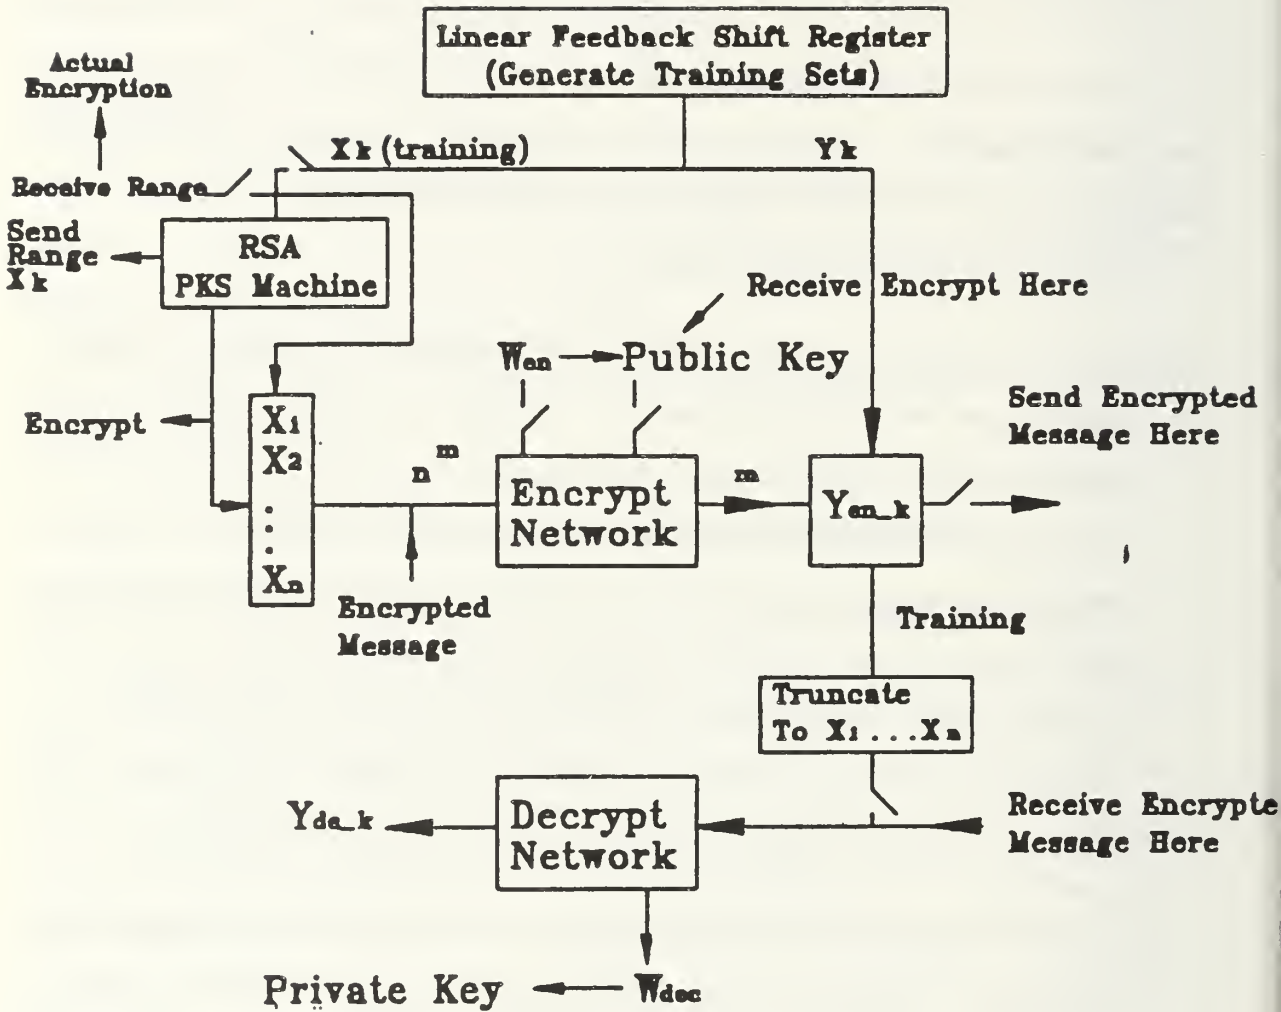 Linear Feedback Shift Register
(Generate Training Sets)
Actual
Encryption
Xk (training)
Yk
Receive Range
Send
Range
Xk
RSA
PKS Machine
Receive Encrypt Here
Wen
Public Key
Encrypt
X1
X2
.
.
.
Xn
n^m
Encrypt
Network
m
Yen_k
Send Encrypted
Message Here
Encrypted
Message
Training
Truncate
To X1...Xn
Yde_k
Decrypt
Network
Receive Encrypte
Message Here
Private Key
Wdec